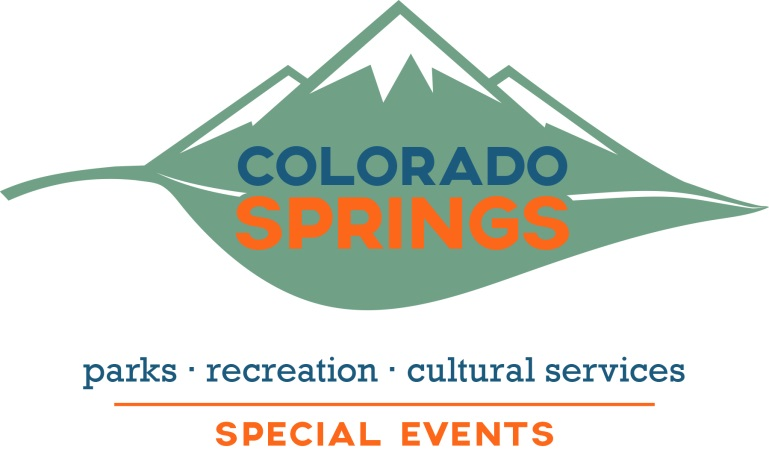 COLORADO
SPRINGS
parks · recreation · cultural services
SPECIAL EVENTS